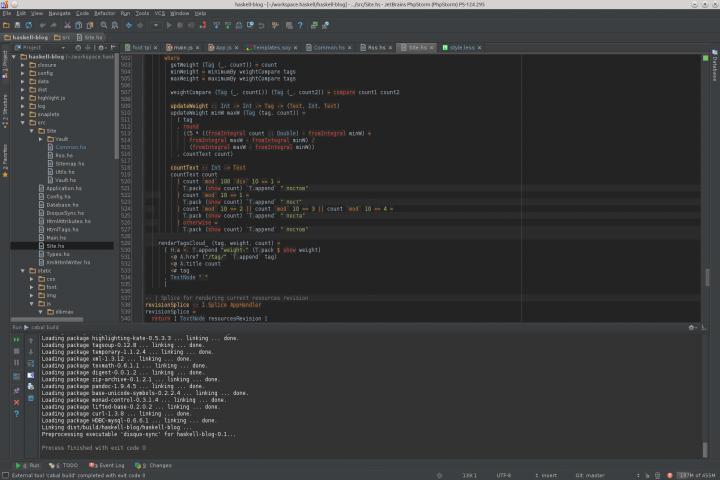 haskell-blog - [~/workspace.haskell/haskell-blog] - .../src/Site.hs - JetBrains PhpStorm (PhpStorm) PS-124.295
File Edit View Navigate Code Refactor Run Tools VCS Window Help
haskell-blog src Site.hs
Project
foot.tpl main.js App.js Templates.soy Common.hs Rss.hs Site.hs style.less
haskell-blog (~/workspace.hask
closure
config
data
dist
highlight.js
log
snaplets
src
Site
Vault
Common.hs
Rss.hs
Sitemap.hs
Utils.hs
Vault.hs
Application.hs
Config.hs
Database.hs
DisqusSync.hs
HtmlAttributes.hs
HtmlTags.hs
Main.hs
Site.hs
Types.hs
XmlHtmlWriter.hs
static
css
font
img
js
dikmax
where
getWeight (Tag (_, count)) = count
minWeight = minimumBy weightCompare tags
maxWeight = maximumBy weightCompare tags
weightCompare (Tag (_, count1)) (Tag (_, count2)) = compare count1 count2
updateWeight :: Int -> Int -> Tag -> (Text, Int, Text)
updateWeight minW maxW (Tag (tag, count)) =
( tag
, round
((5 * ((fromIntegral count :: Double) - fromIntegral minW) +
fromIntegral maxW - fromIntegral minW) /
(fromIntegral maxW - fromIntegral minW))
, countText count)
countText :: Int -> Text
countText count
| count `mod` 100 `div` 10 == 1 =
T.pack (show count) `T.append` " постов"
| count `mod` 10 == 1 =
T.pack (show count) `T.append` " пост"
| count `mod` 10 == 2 || count `mod` 10 == 3 || count `mod` 10 == 4 =
T.pack (show count) `T.append` " поста"
| otherwise =
T.pack (show count) `T.append` " постов"
renderTagsCloud_ (tag, weight, count) =
<@ A.href ("/tag/" `T.append` tag)
<@ A.title count
<# tag
, TextNode " "
]
-- | Splice for rendering current resources revision
revisionSplice :: I.Splice AppHandler
revisionSplice =
return [ TextNode resourcesRevision ]
Run cabal build
Loading package highlighting-kate-0.5.3.3 ... linking ... done.
Loading package tagsoup-0.12.8 ... linking ... done.
Loading package temporary-1.1.2.4 ... linking ... done.
Loading package xml-1.3.12 ... linking ... done.
Loading package texmath-0.6.1.1 ... linking ... done.
Loading package digest-0.0.1.2 ... linking ... done.
Loading package zip-archive-0.1.2.1 ... linking ... done.
Loading package pandoc-1.9.4.5 ... linking ... done.
Loading package base-unicode-symbols-0.2.2.4 ... linking ... done.
Loading package monad-control-0.3.1.4 ... linking ... done.
Loading package lifted-base-0.2.0.2 ... linking ... done.
Loading package curl-1.3.8 ... linking ... done.
Loading package HDBC-mysql-0.6.6.1 ... linking ... done.
Linking dist/build/haskell-blog/haskell-blog ...
Preprocessing executable 'disqus-sync' for haskell-blog-0.1...
Process finished with exit code 0
4: Run 6: TODO Event Log 9: Changes
External tool 'cabal build' completed with exit code 0 139:1 UTF-8 Insert Git: master 197M of 455M